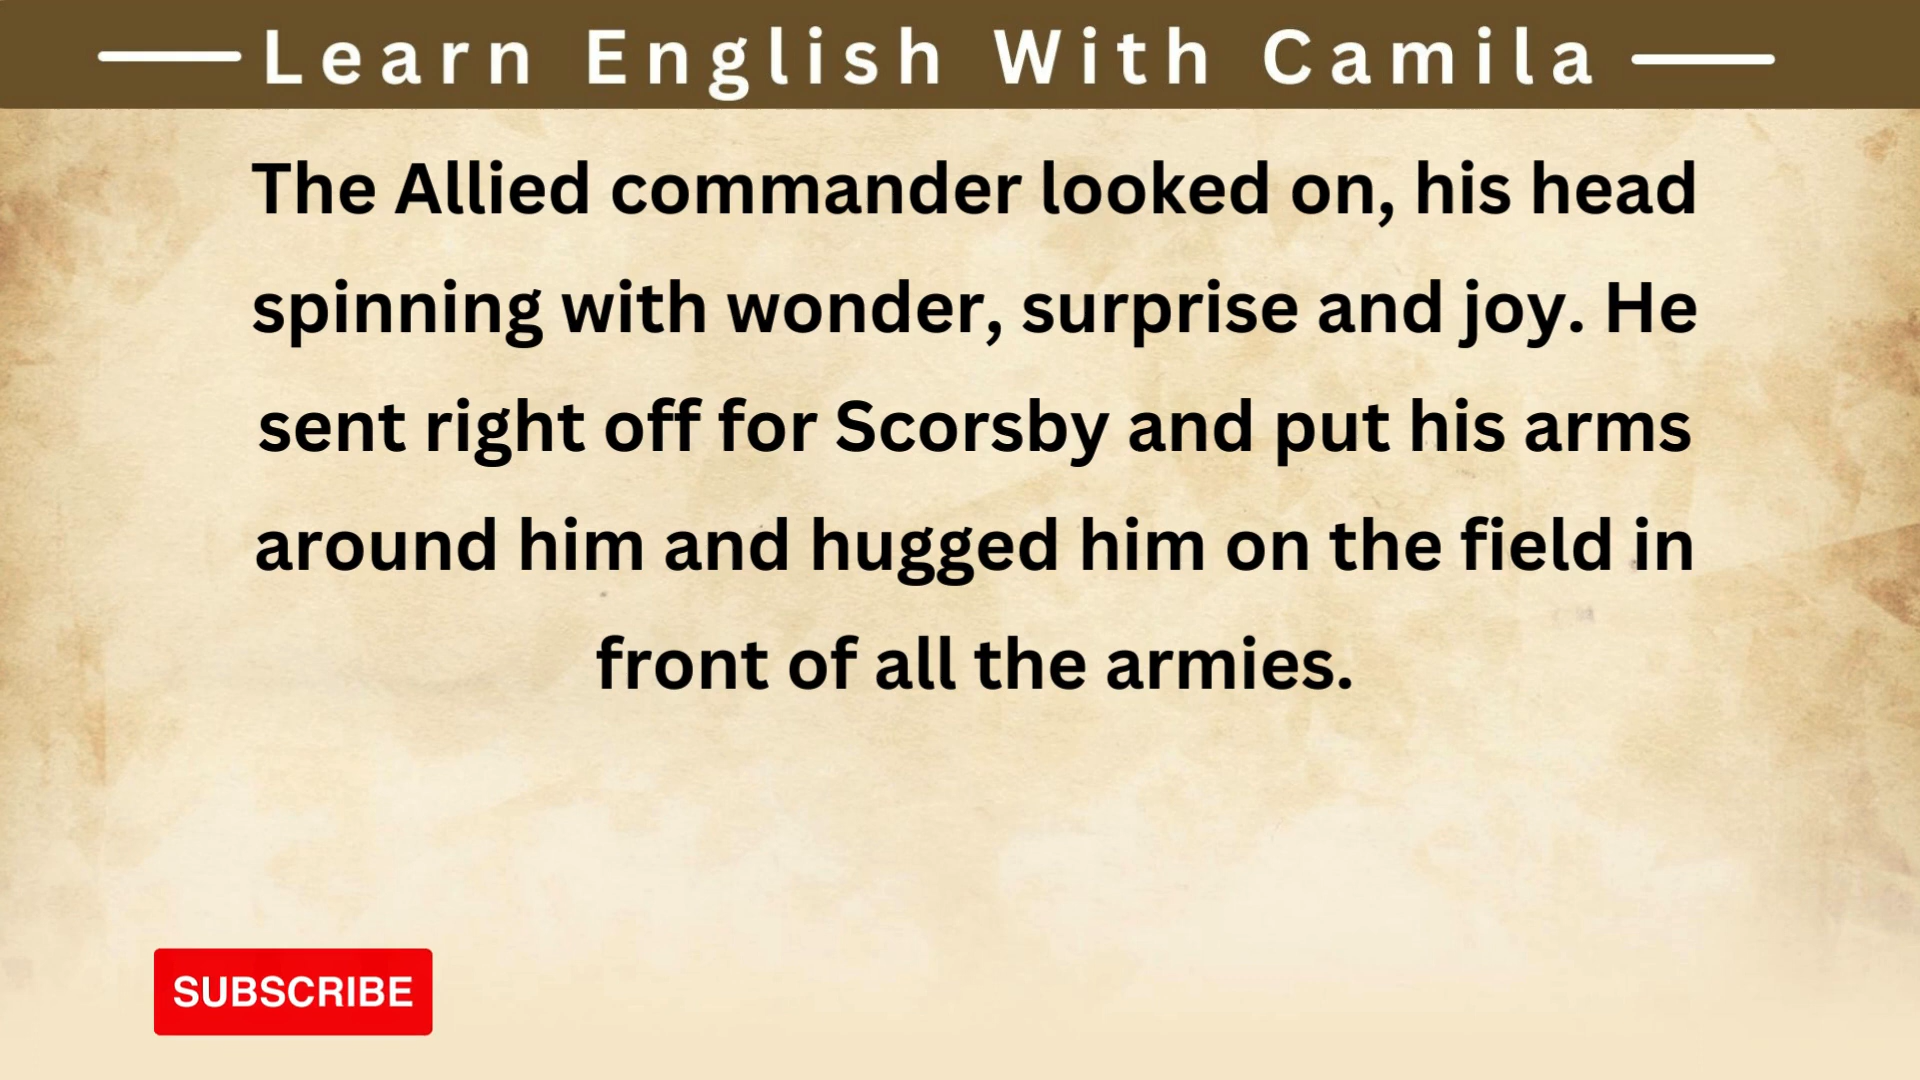 Learn English With Camila
The Allied commander looked on, his head
spinning with wonder, surprise and joy. He
sent right off for Scorsby and put his arms
around him and hugged him on the field in
front of all the armies.
SUBSCRIBE